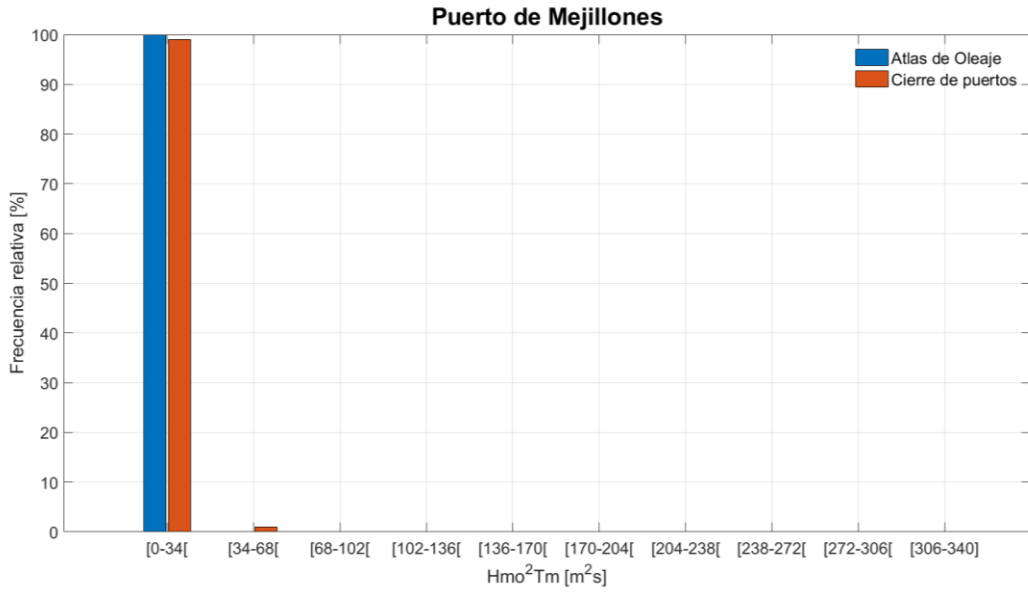 Puerto de Mejillones
Atlas de Oleaje
Cierre de puertos
Frecuencia relativa [%]
100
90
80
70
60
50
40
30
20
10
0
[0-34[ [34-68[ [68-102[ [102-136[ [136-170[ [170-204[ [204-238[ [238-272[ [272-306[ [306-340]
Hmo²Tm [m²s]